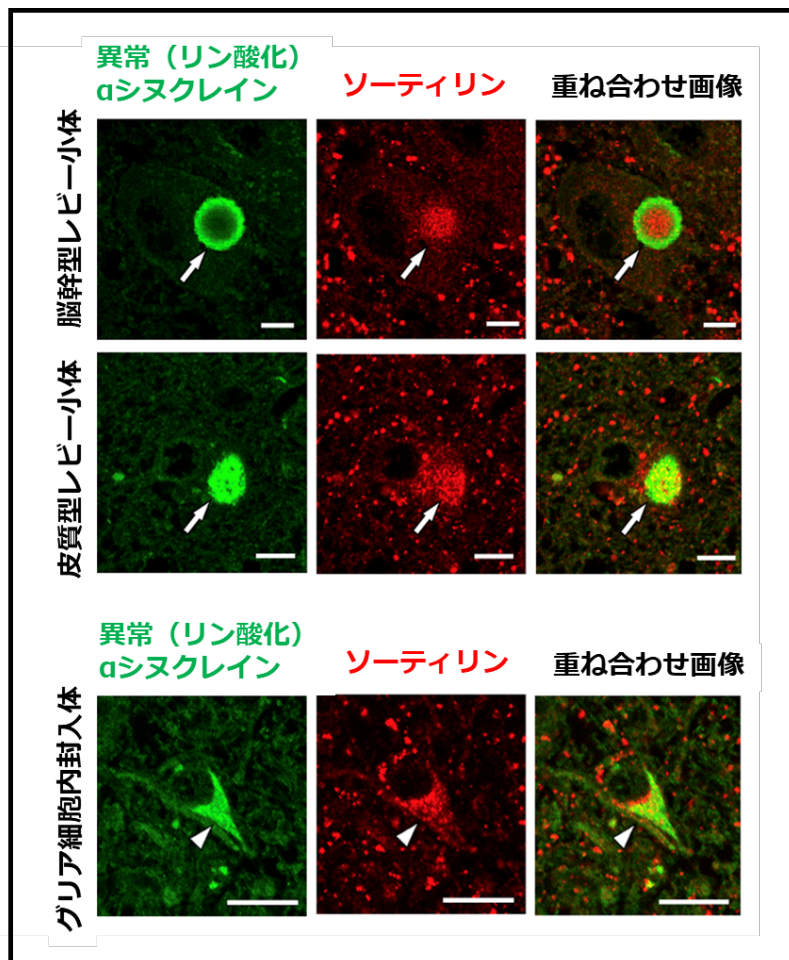 異常（リン酸化）
αシヌクレイン
ソーティリン
重ね合わせ画像
脳幹型レビー小体
皮質型レビー小体
異常（リン酸化）
αシヌクレイン
ソーティリン
重ね合わせ画像
グリア細胞内封入体